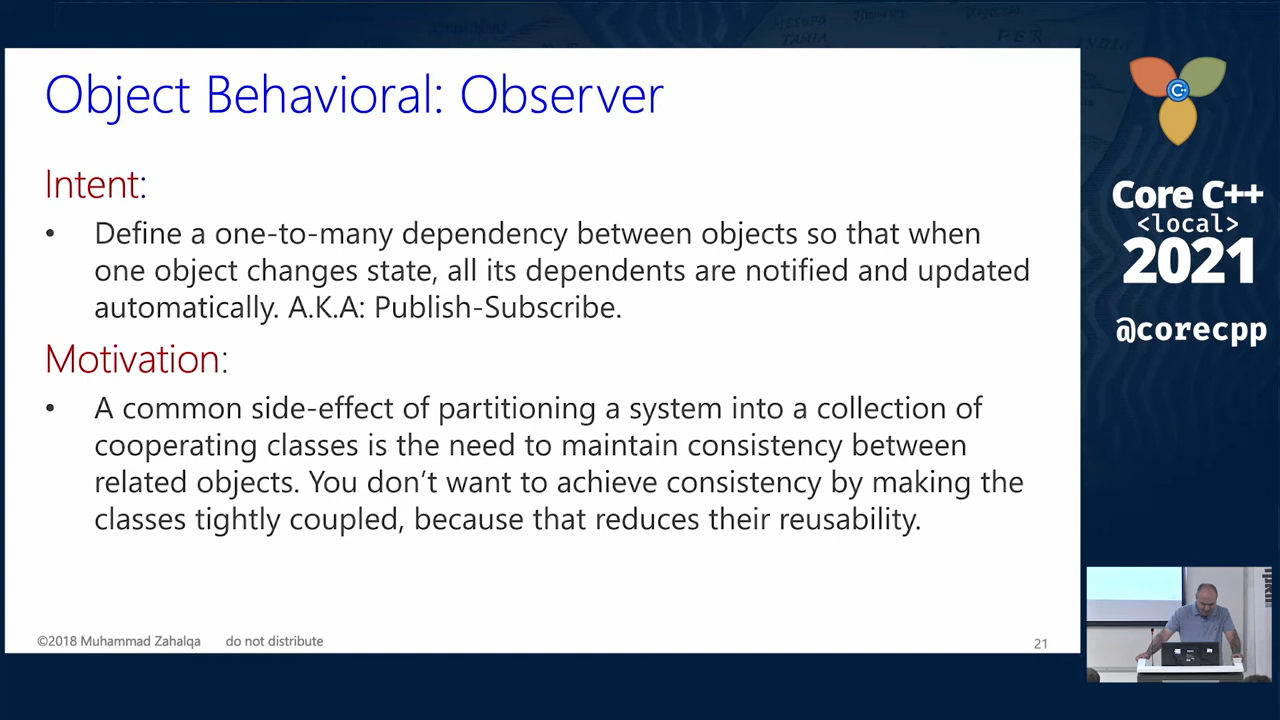 Object Behavioral: Observer
Intent:
• Define a one-to-many dependency between objects so that when
one object changes state, all its dependents are notified and updated
automatically. A.K.A: Publish-Subscribe.
Motivation:
• A common side-effect of partitioning a system into a collection of
cooperating classes is the need to maintain consistency between
related objects. You don’t want to achieve consistency by making the
classes tightly coupled, because that reduces their reusability.
©2018 Muhammad Zahalqa do not distribute
21
C++
Core C++
<local>
2021
@corecpp